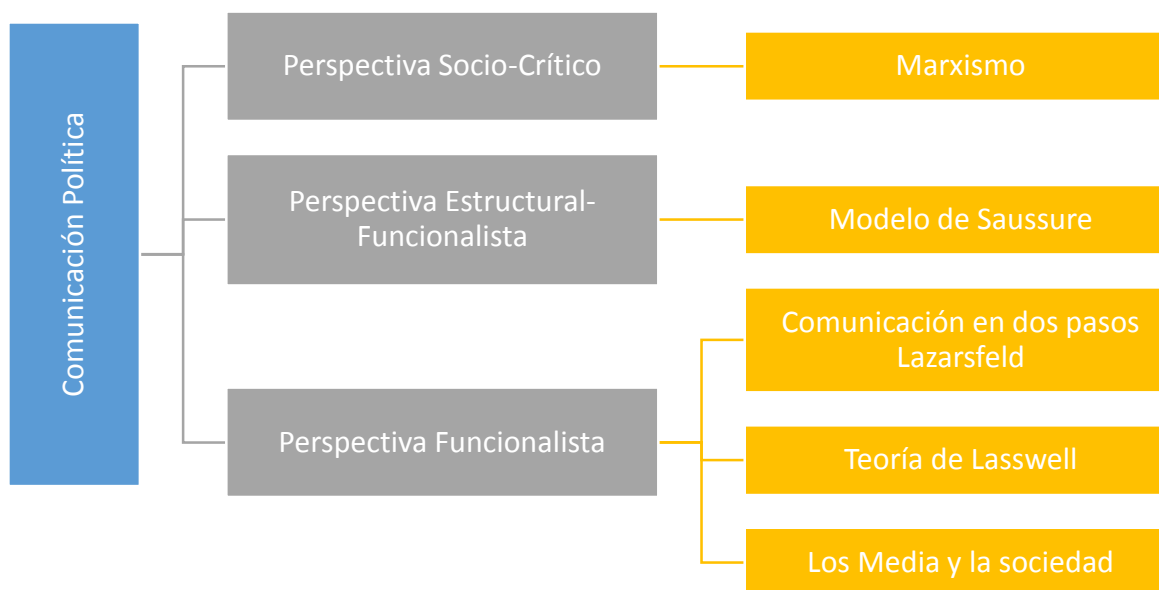 Comunicación Política
Perspectiva Socio-Crítico
Marxismo
Perspectiva Estructural-
Funcionalista
Modelo de Saussure
Perspectiva Funcionalista
Comunicación en dos pasos
Lazarsfeld
Teoría de Lasswell
Los Media y la sociedad